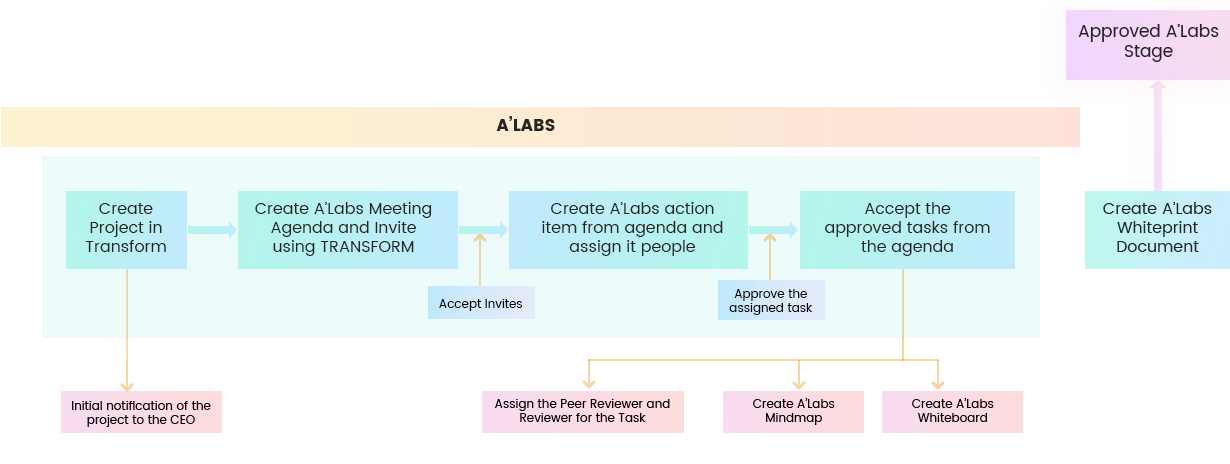 Approved A'Labs
Stage
A'LABS
Create
Project in
Transform
Create A'Labs Meeting
Agenda and Invite
using TRANSFORM
Create A'Labs action
item from agenda and
assign it people
Accept the
approved tasks from
the agenda
Create A'Labs
Whiteprint
Document
Accept Invites
Approve the
assigned task
Initial notification of the
project to the CEO
Assign the Peer Reviewer and
Reviewer for the Task
Create A'Labs
Mindmap
Create A'Labs
Whiteboard